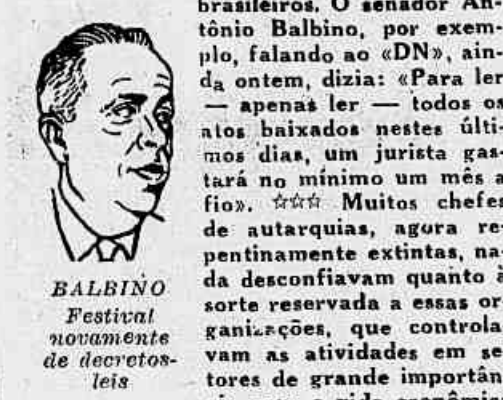 BALBINO
Festival
novamente
de decretos-
leis
brasileiros. O senador An-
tônio Balbino, por exem-
plo, falando ao «DN», ain-
da ontem, dizia: «Para ler
— apenas ler — todos os
atos baixados nestes últi-
mos dias, um jurista gas-
tará no mínimo um mês a
fio». ☆☆☆ Muitos chefes
de autarquias, agora re-
pentinamente extintas, na-
da desconfiavam quanto à
sorte reservada a essas or
ganizações, que controla
vam as atividades em se
tores de grande importân